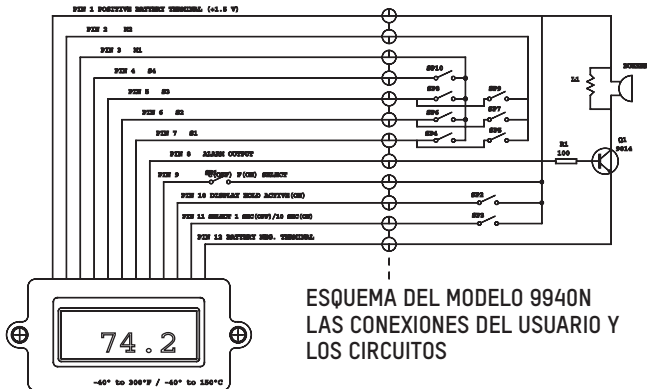 PIN 1 POSITIVE BATTERY TERMINAL (+1.5 V)
PIN 2 M2
PIN 3 M1
PIN 4 S4
PIN 5 S3
PIN 6 S2
PIN 7 S1
PIN 8 ALARM OUTPUT
PIN 9 C(OFF) F(ON) SELECT
PIN 10 DISPLAY HOLD ACTIVE(ON)
PIN 11 SELECT 1 SEC(OFF)/10 SEC(ON)
PIN 12 BATTERY NEG. TERMINAL
SP10
SP8
SP9
SP6
SP7
SP4
SP5
SP2
SP3
L1
BUZZER
R1
100
Q1
9014
74.2
-40° to 300°F / -40° to 150°C
ESQUEMA DEL MODELO 9940N
LAS CONEXIONES DEL USUARIO Y
LOS CIRCUITOS